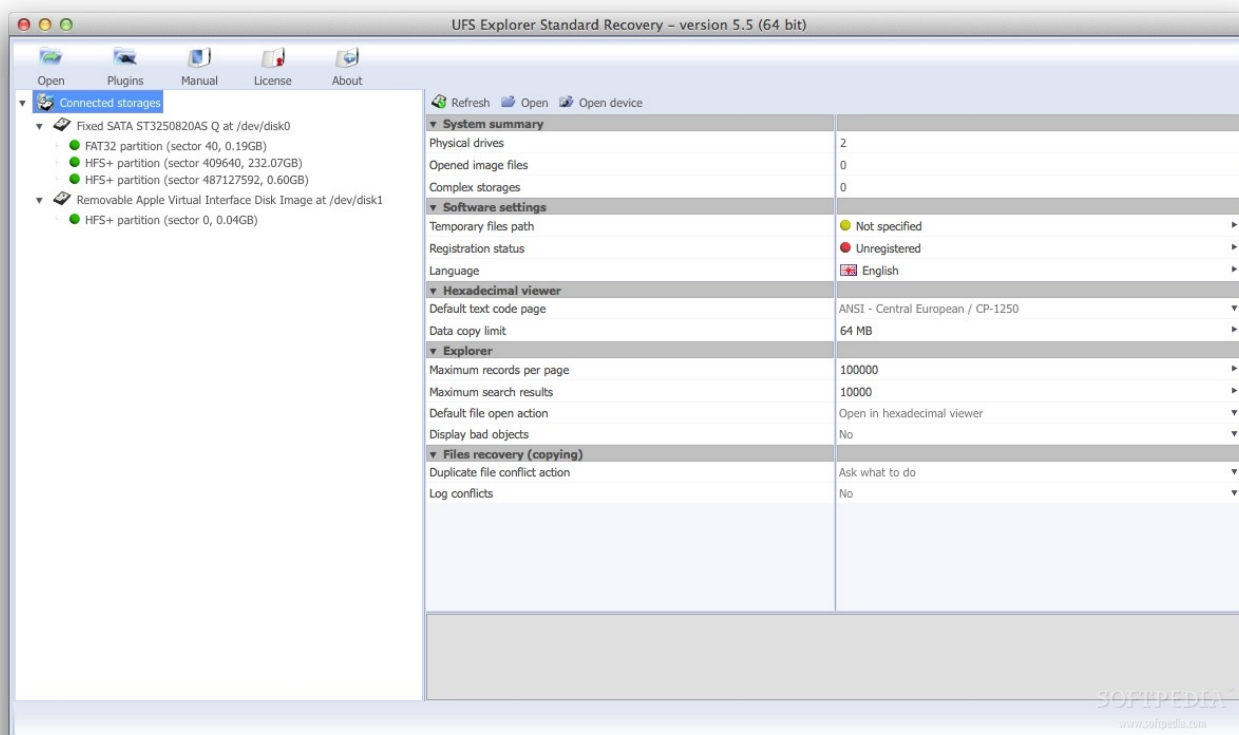 UFS Explorer Standard Recovery – version 5.5 (64 bit)
Open Plugins Manual License About
Connected storages
Fixed SATA ST3250820AS Q at /dev/disk0
FAT32 partition (sector 40, 0.19GB)
HFS+ partition (sector 409640, 232.07GB)
HFS+ partition (sector 487127592, 0.60GB)
Removable Apple Virtual Interface Disk Image at /dev/disk1
HFS+ partition (sector 0, 0.04GB)
Refresh Open Open device
System summary
Physical drives 2
Opened image files 0
Complex storages 0
Software settings
Temporary files path Not specified
Registration status Unregistered
Language English
Hexadecimal viewer
Default text code page ANSI - Central European / CP-1250
Data copy limit 64 MB
Explorer
Maximum records per page 100000
Maximum search results 10000
Default file open action Open in hexadecimal viewer
Display bad objects No
Files recovery (copying)
Duplicate file conflict action Ask what to do
Log conflicts No
SOFTPEDIA
www.softpedia.com